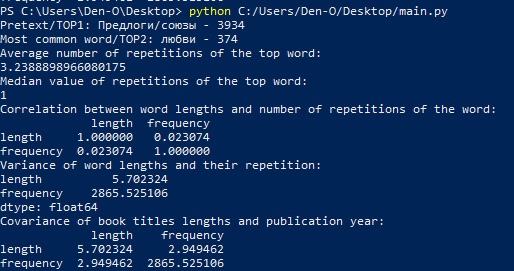 PS C:\Users\Den-O\Desktop> python C:/Users/Den-O/Desktop/main.py
Pretext/TOP1: Предлоги/союзы - 3934
Most common word/TOP2: любви - 374
Average number of repetitions of the top word:
3.2388898966080175
Median value of repetitions of the top word:
1
Correlation between word lengths and number of repetitions of the word:
length frequency
length 1.000000 0.023074
frequency 0.023074 1.000000
Variance of word lengths and their repetition:
length 5.702324
frequency 2865.525106
dtype: float64
Covariance of book titles lengths and publication year:
length frequency
length 5.702324 2.949462
frequency 2.949462 2865.525106